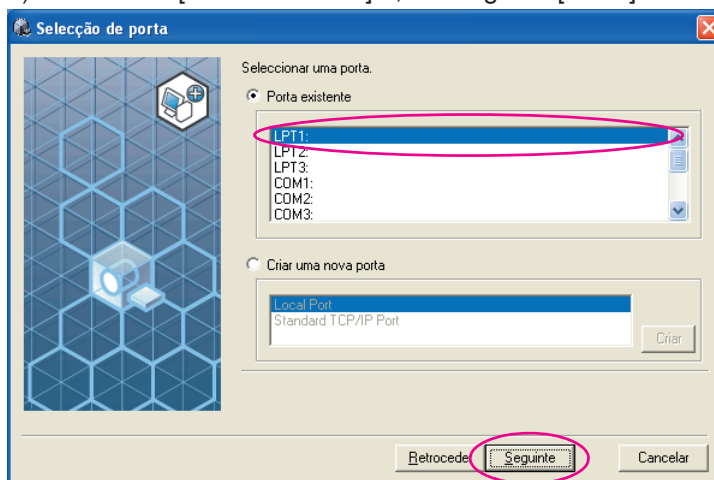 Selecção de porta
Seleccionar uma porta.
Porta existente
LPT1:
LPT2:
LPT3:
COM1:
COM2:
COM3:
Criar uma nova porta
Local Port
Standard TCP/IP Port
Criar
Retroceder Seguinte Cancelar